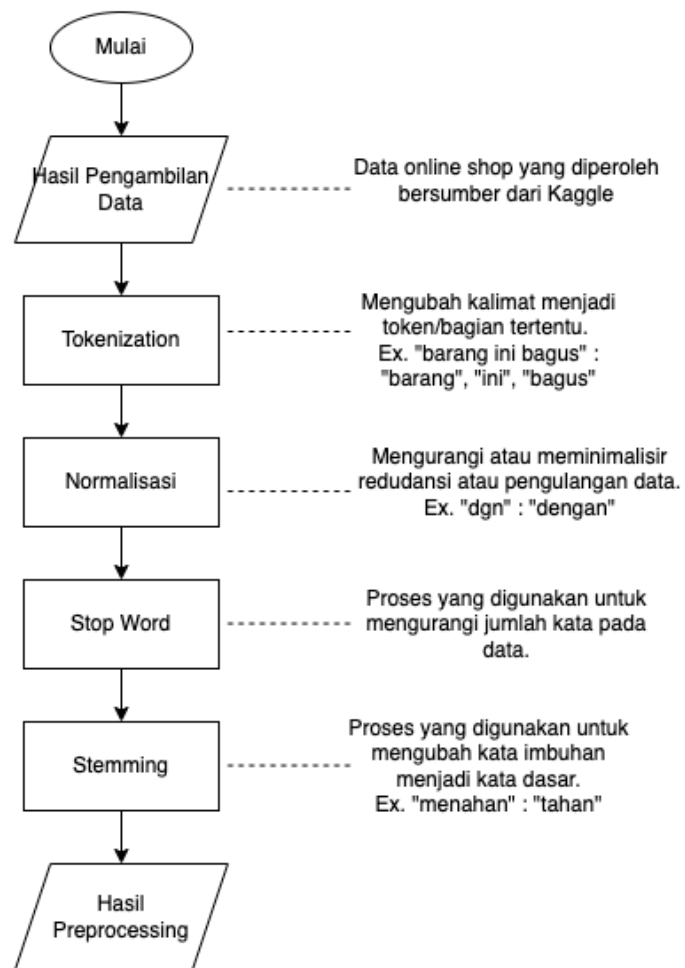 Mulai
Hasil Pengambilan
Data
Data online shop yang diperoleh
bersumber dari Kaggle
Tokenization
Mengubah kalimat menjadi
token/bagian tertentu.
Ex. "barang ini bagus" :
"barang", "ini", "bagus"
Normalisasi
Mengurangi atau meminimalisir
redudansi atau pengulangan data.
Ex. "dgn" : "dengan"
Stop Word
Proses yang digunakan untuk
mengurangi jumlah kata pada
data.
Stemming
Proses yang digunakan untuk
mengubah kata imbuhan
menjadi kata dasar.
Ex. "menahan" : "tahan"
Hasil
Preprocessing